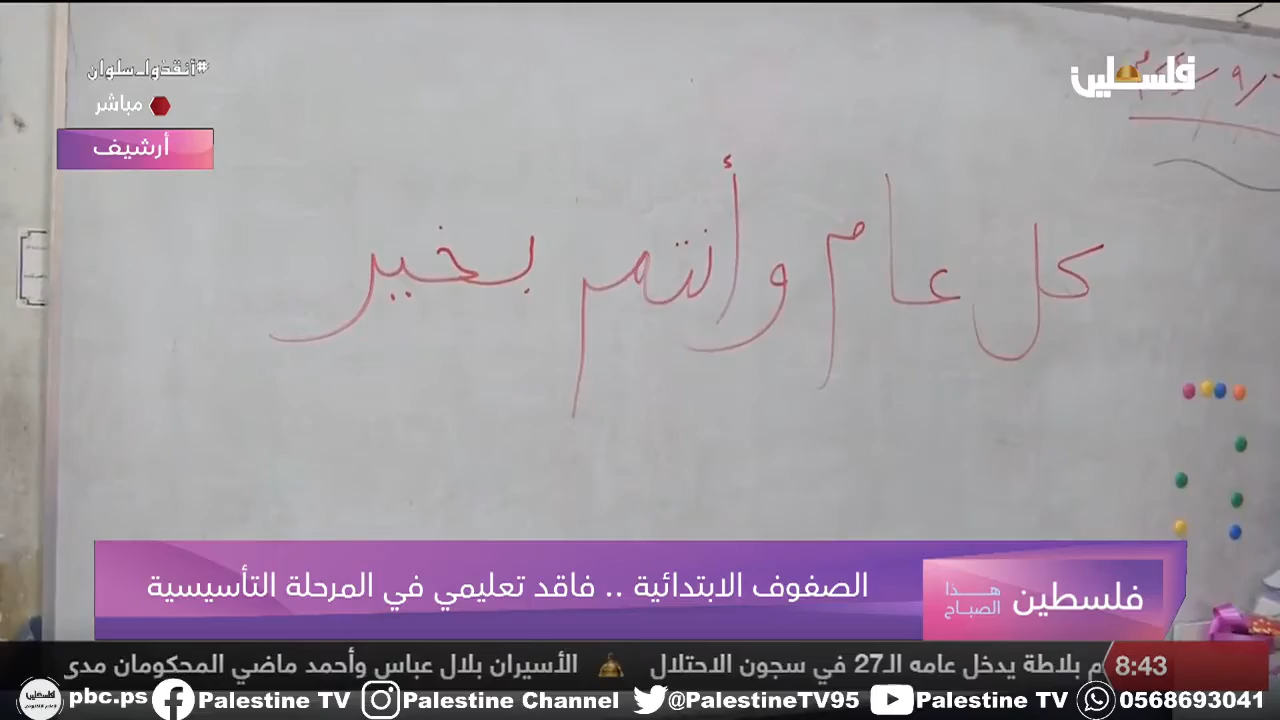 #أنقذوا_سلوان
فلسطين
مباشر
أرشيف
كل عام وأنتم بخير
الصفوف الابتدائية .. فاقد تعليمي في المرحلة التأسيسية
فلسطين هذا الصباح
8:43
م بلاطة يدخل عامه الـ27 في سجون الاحتلال
الأسيران بلال عباس وأحمد ماضي المحكومان مدى
pbc.ps Palestine TV Palestine Channel @PalestineTV95 Palestine TV 0568693041